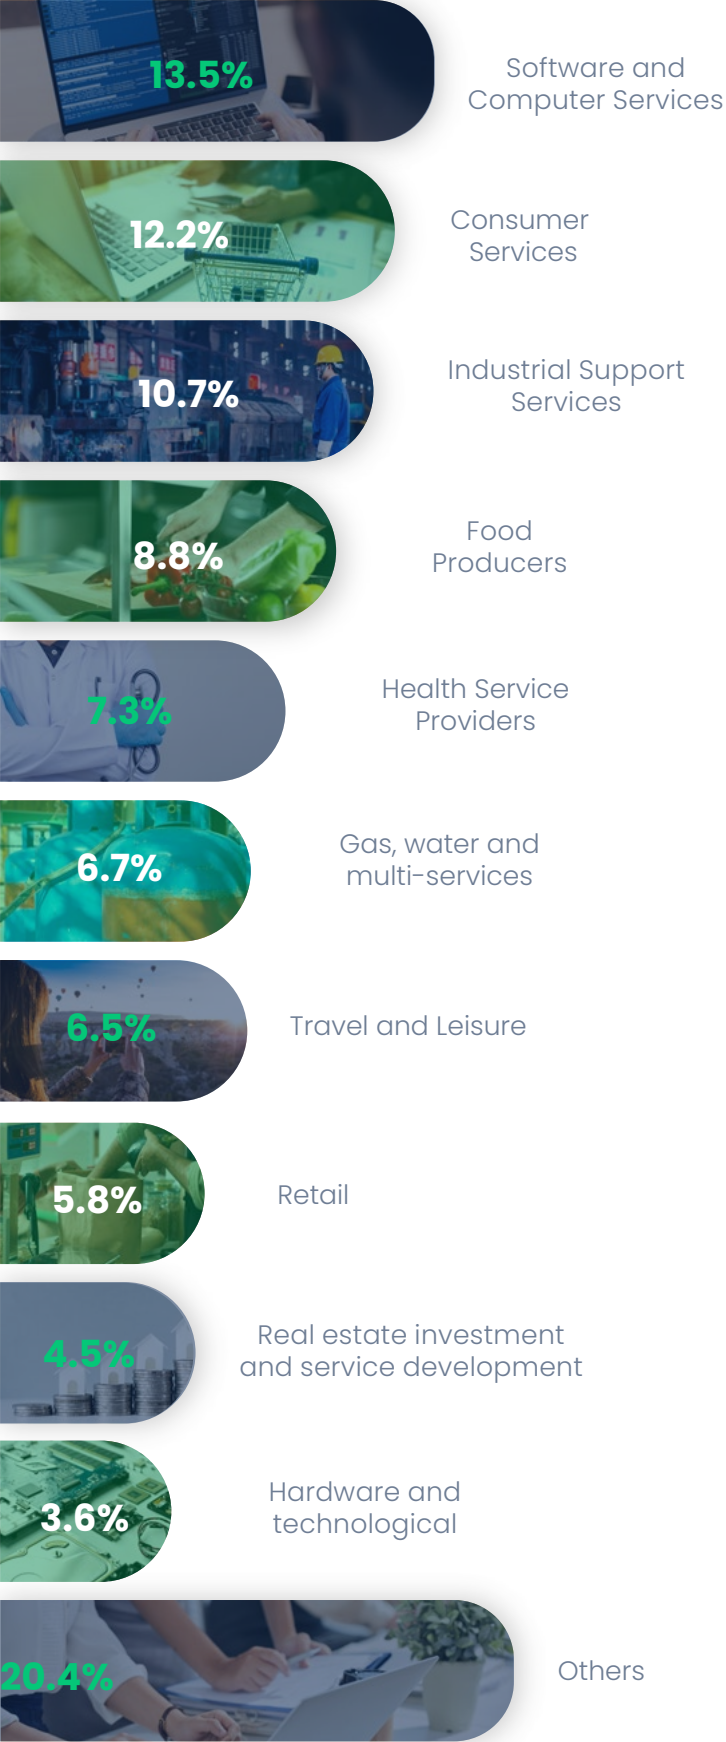 13.5%
Software and
Computer Services
12.2%
Consumer
Services
10.7%
Industrial Support
Services
8.8%
Food
Producers
7.3%
Health Service
Providers
6.7%
Gas, water and
multi-services
6.5%
Travel and Leisure
5.8%
Retail
4.5%
Real estate investment
and service development
3.6%
Hardware and
technological
20.4%
Others